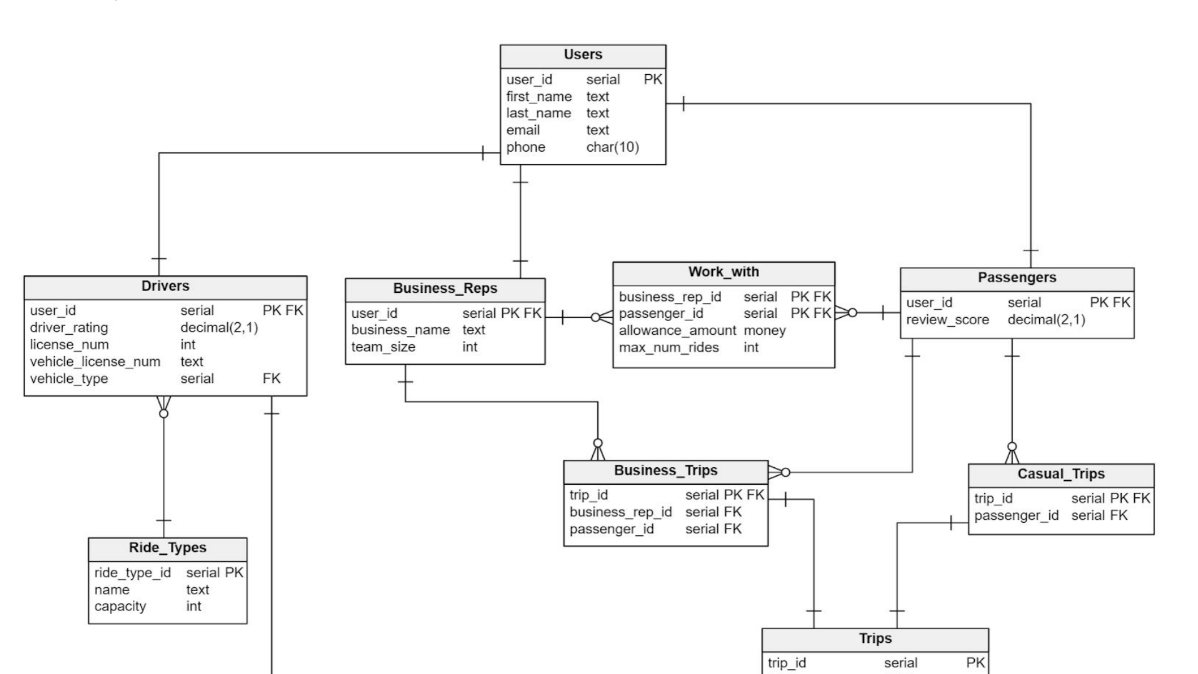 Users
user_id serial PK
first_name text
last_name text
email text
phone char(10)
Drivers
user_id serial PK FK
driver_rating decimal(2,1)
license_num int
vehicle_license_num text
vehicle_type serial FK
Business_Reps
user_id serial PK FK
business_name text
team_size int
Work_with
business_rep_id serial PK FK
passenger_id serial PK FK
allowance_amount money
max_num_rides int
Passengers
user_id serial PK FK
review_score decimal(2,1)
Business_Trips
trip_id serial PK FK
business_rep_id serial FK
passenger_id serial FK
Casual_Trips
trip_id serial PK FK
passenger_id serial FK
Ride_Types
ride_type_id serial PK
name text
capacity int
Trips
trip_id serial PK